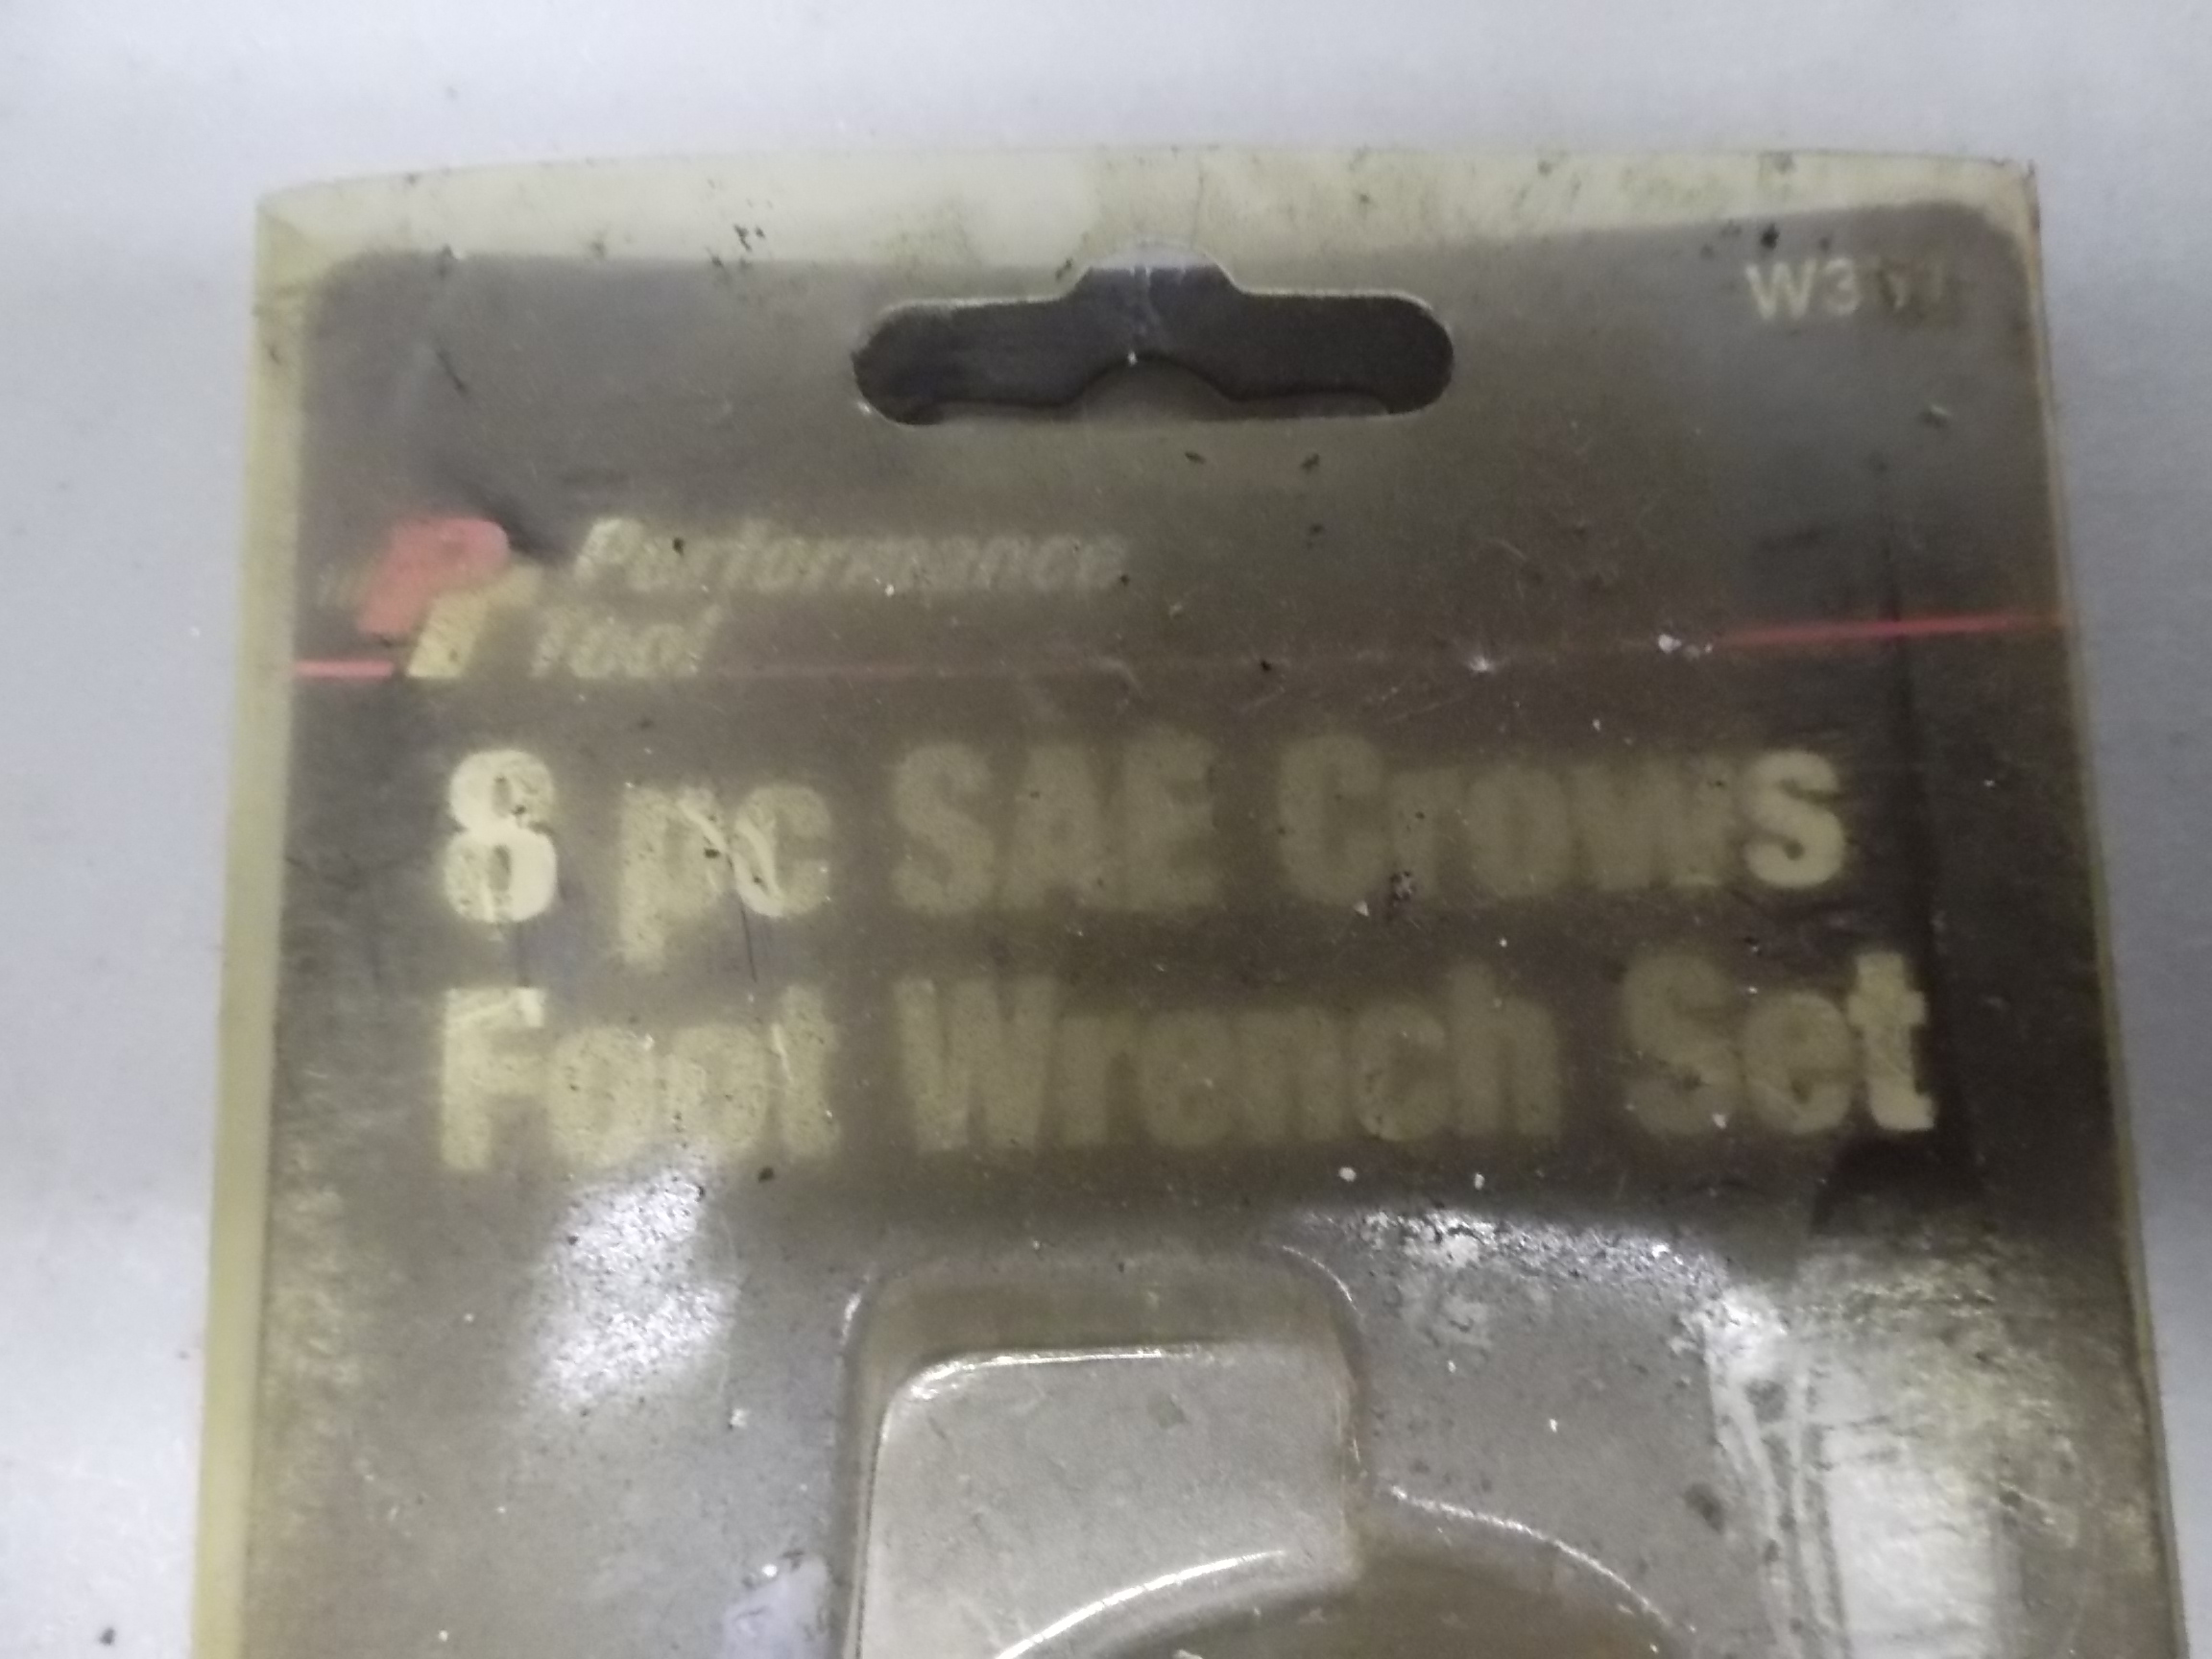 Performance
Tool
8 pc SAE Crows
Foot Wrench Set